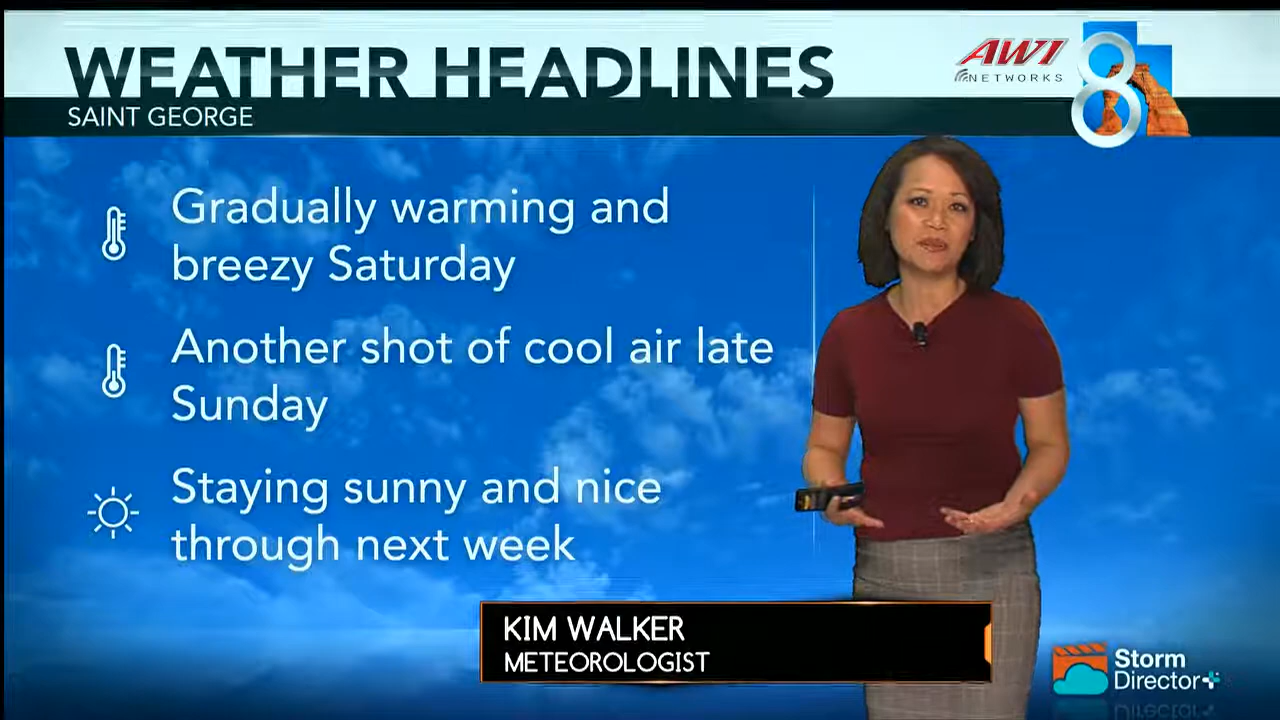 WEATHER HEADLINES
SAINT GEORGE
AWI
NETWORKS
8
Gradually warming and
breezy Saturday
Another shot of cool air late
Sunday
Staying sunny and nice
through next week
KIM WALKER
METEOROLOGIST
Storm
Director+